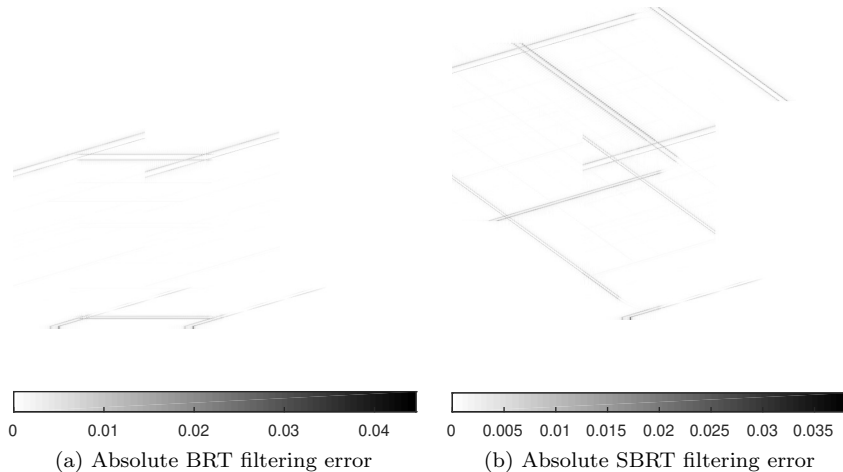 0 0.01 0.02 0.03 0.04
0 0.005 0.01 0.015 0.02 0.025 0.03 0.035
(a) Absolute BRT filtering error
(b) Absolute SBRT filtering error